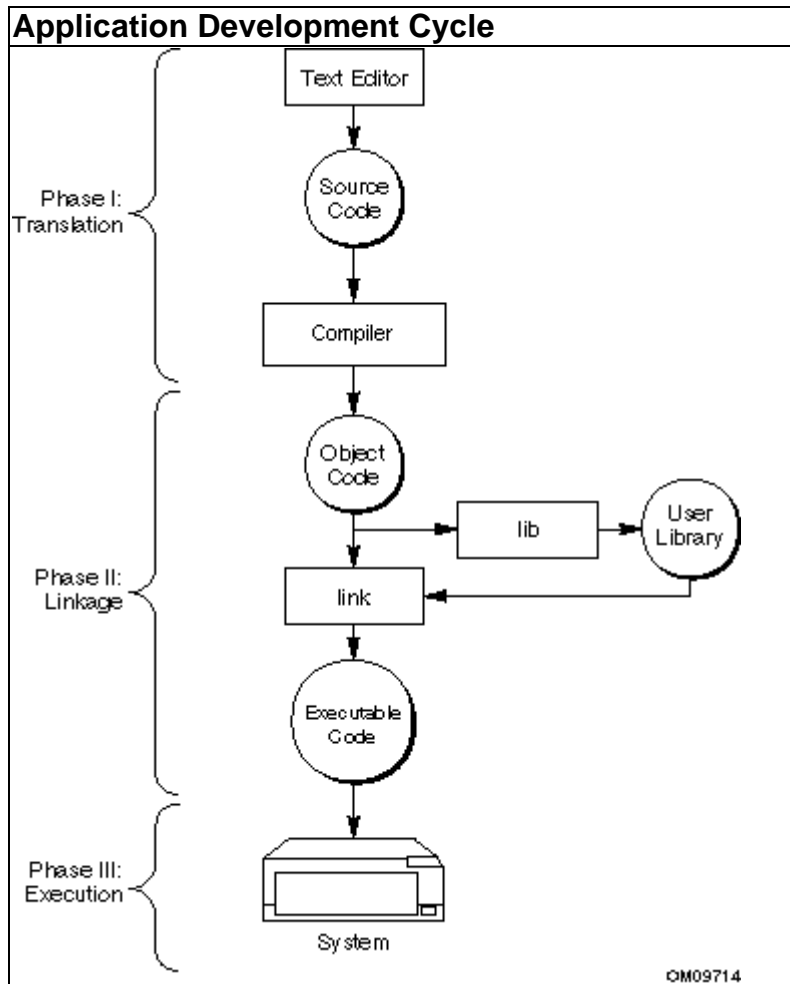 Application Development Cycle
Text Editor
Phase I:
Translation
Source
Code
Compiler
Object
Code
lib
User
Library
Phase II:
Linkage
link
Executable
Code
Phase III:
Execution
System
OM09714